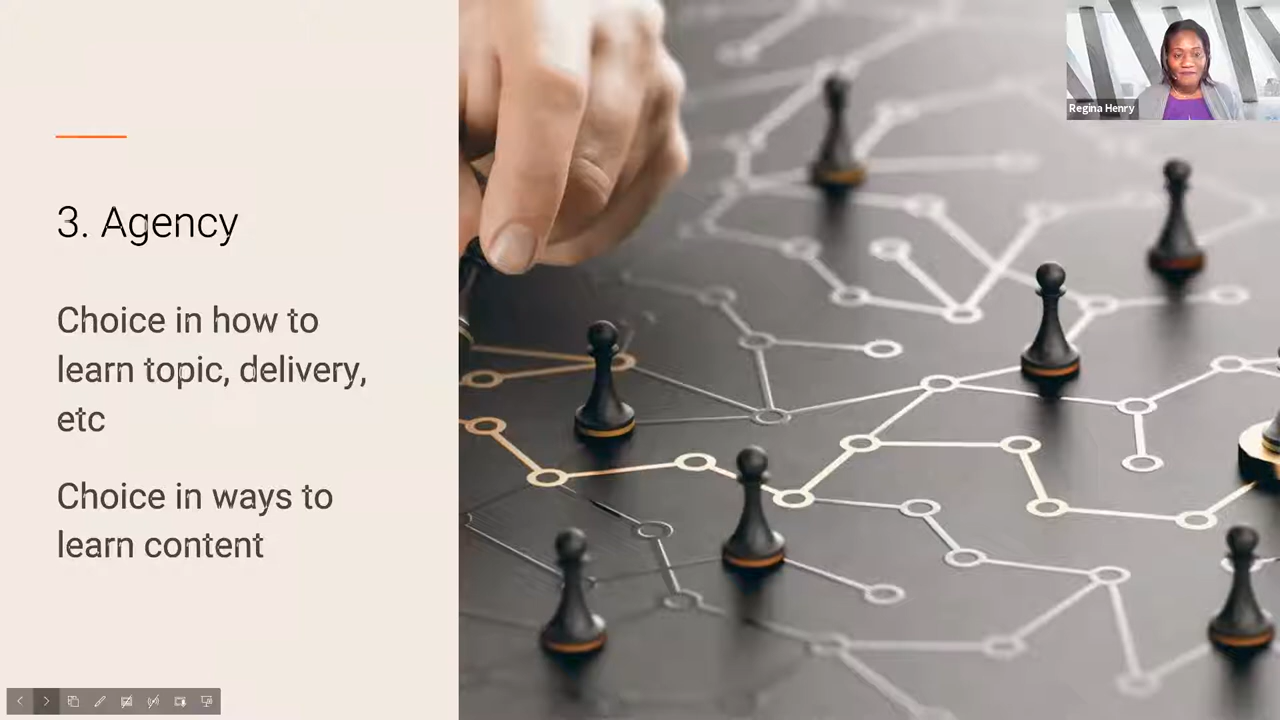 3. Agency
Choice in how to
learn topic, delivery,
etc
Choice in ways to
learn content
Regina Henry